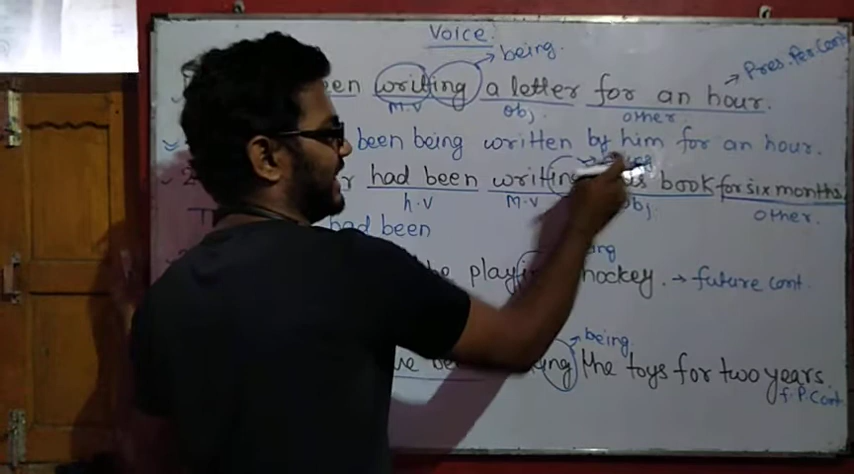 Voice
being.
een writing a letter for an hour. → Pres. Per. Cont
m.v obj. other
been being written by him for an hour.
had been writing book for six months
h.v m.v obj. other.
had been
be playing hockey. → future cont.
being
ying the toys for two years.
f. P. Cont.